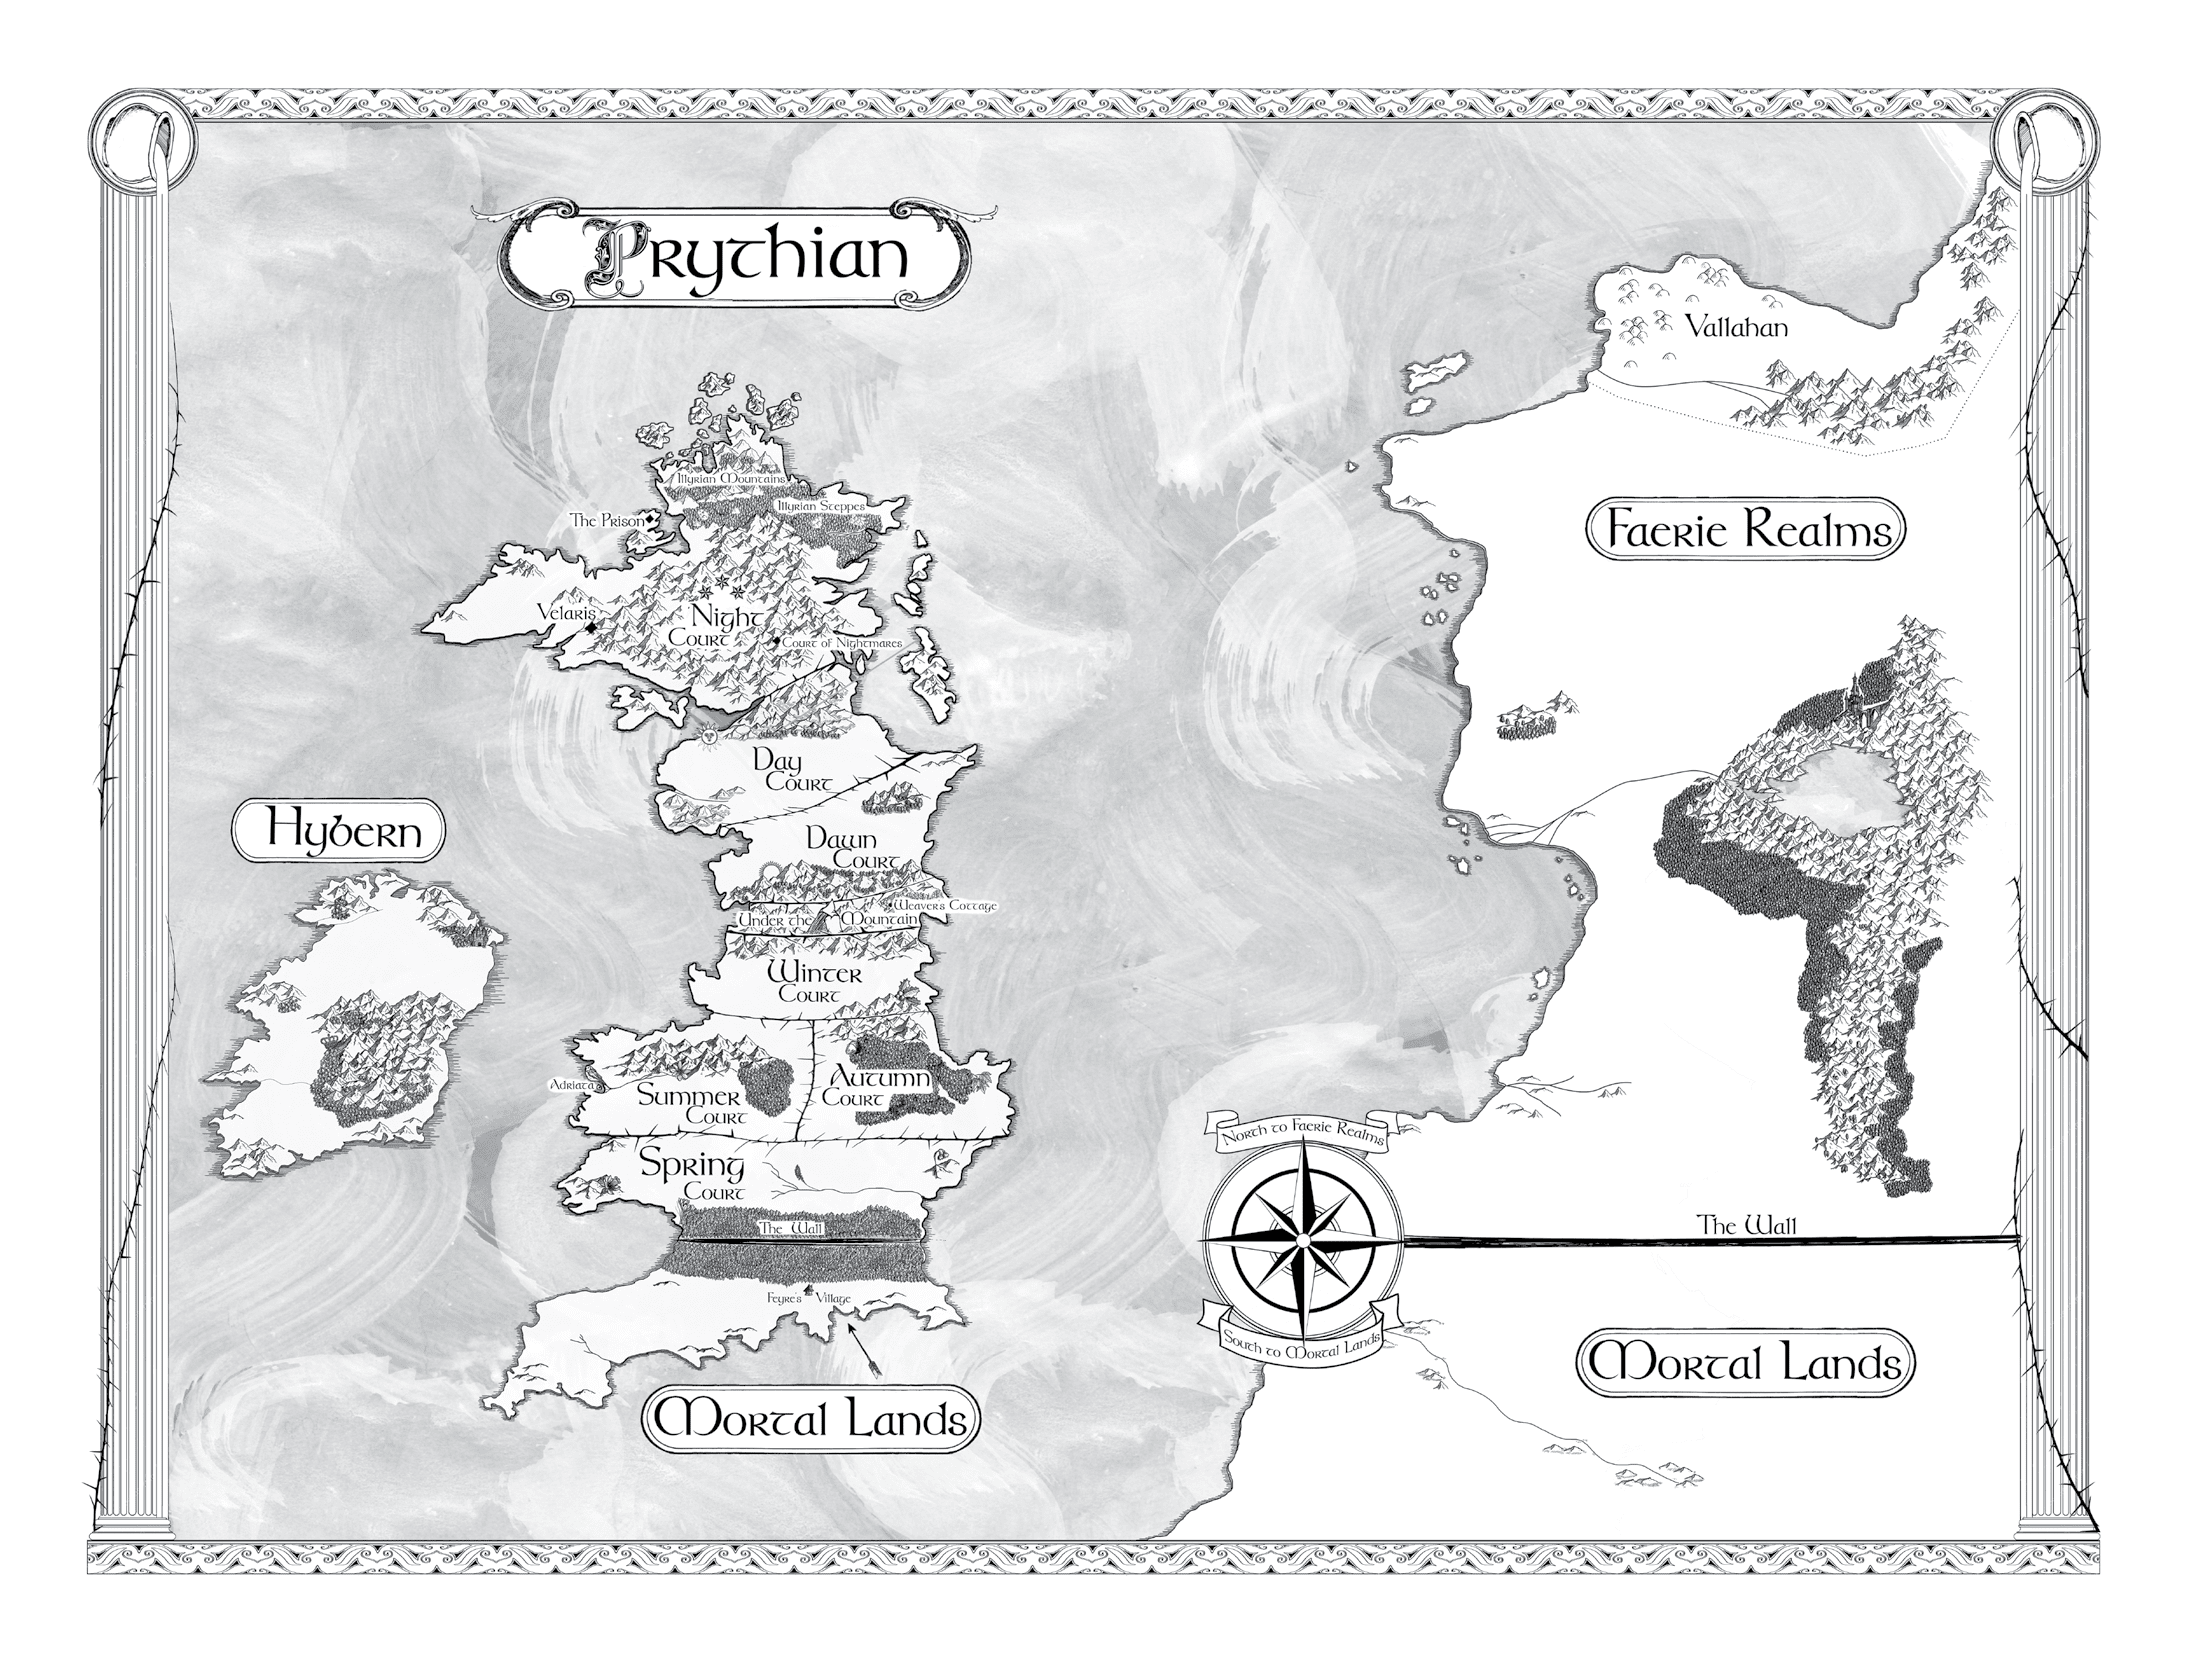 Prythian
Vallahan
Illyrian Mountains
Illyrian Steppes
The Prison
Faerie Realms
Velaris
Night
Court
Court of Nightmares
Day
Court
Hybern
Dawn
Court
Weaver's Cottage
Under the Mountain
Winter
Court
Adriata
Summer
Court
Autumn
Court
North to Faerie Realms
Spring
Court
The Wall
The Wall
Feyre's Village
South to Mortal Lands
Mortal Lands
Mortal Lands